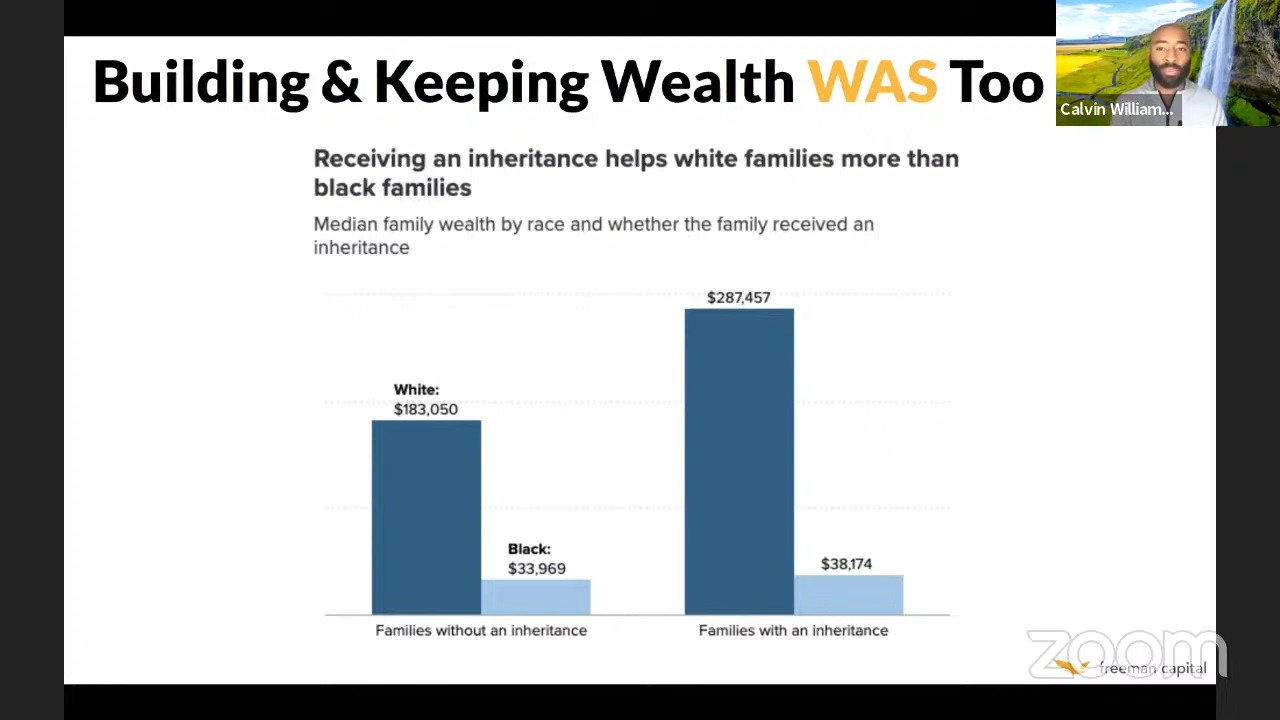 Building & Keeping Wealth WAS Too
Calvin William...
Receiving an inheritance helps white families more than
black families
Median family wealth by race and whether the family received an
inheritance
$287,457
White:
$183,050
Black:
$33,969
$38,174
Families without an inheritance
Families with an inheritance
zoom
freeman capital